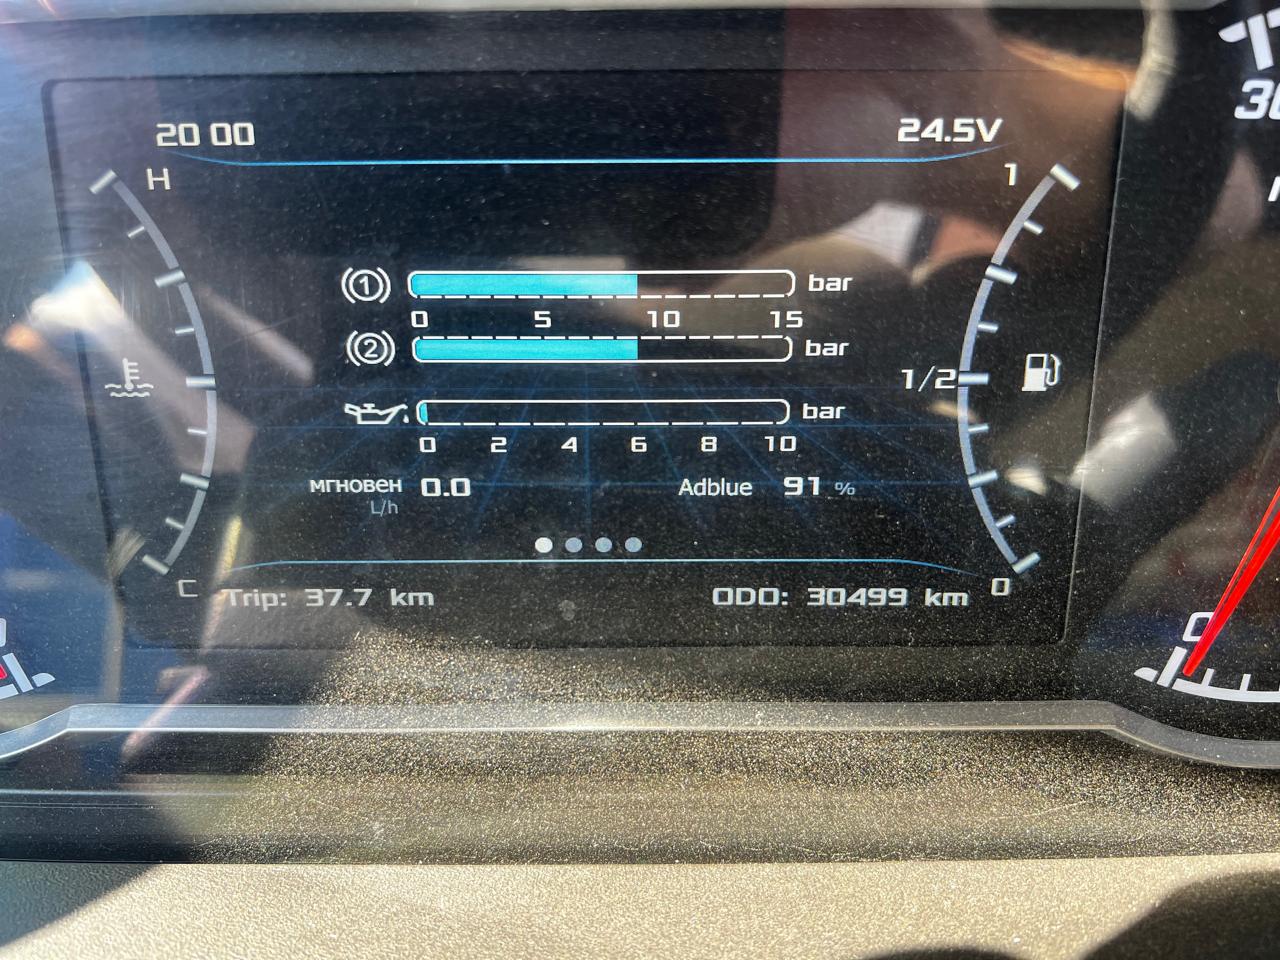 20 00 24.5V
H 1
1 bar
0 5 10 15
2 bar
1/2
bar
0 2 4 6 8 10
мгновен 0.0 Adblue 91 %
L/h
C 0
Trip: 37.7 km ODO: 30499 km
0